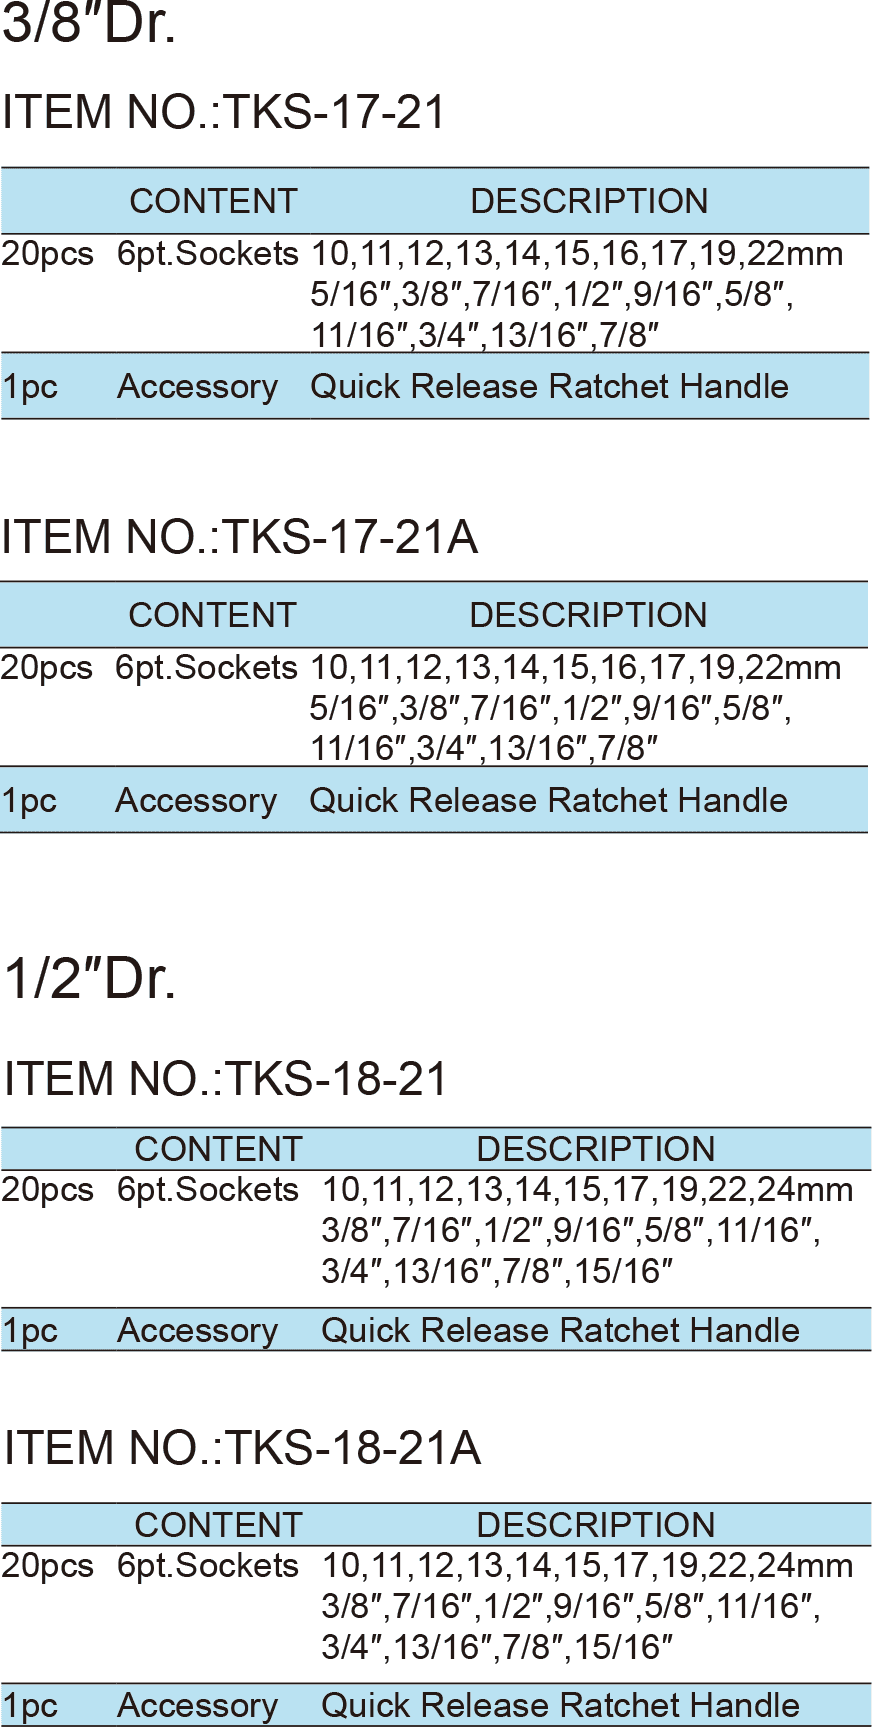 3/8″Dr.
ITEM NO.:TKS-17-21
CONTENT DESCRIPTION
20pcs 6pt.Sockets 10,11,12,13,14,15,16,17,19,22mm
5/16″,3/8″,7/16″,1/2″,9/16″,5/8″,
11/16″,3/4″,13/16″,7/8″
1pc Accessory Quick Release Ratchet Handle
ITEM NO.:TKS-17-21A
CONTENT DESCRIPTION
20pcs 6pt.Sockets 10,11,12,13,14,15,16,17,19,22mm
5/16″,3/8″,7/16″,1/2″,9/16″,5/8″,
11/16″,3/4″,13/16″,7/8″
1pc Accessory Quick Release Ratchet Handle
1/2″Dr.
ITEM NO.:TKS-18-21
CONTENT DESCRIPTION
20pcs 6pt.Sockets 10,11,12,13,14,15,17,19,22,24mm
3/8″,7/16″,1/2″,9/16″,5/8″,11/16″,
3/4″,13/16″,7/8″,15/16″
1pc Accessory Quick Release Ratchet Handle
ITEM NO.:TKS-18-21A
CONTENT DESCRIPTION
20pcs 6pt.Sockets 10,11,12,13,14,15,17,19,22,24mm
3/8″,7/16″,1/2″,9/16″,5/8″,11/16″,
3/4″,13/16″,7/8″,15/16″
1pc Accessory Quick Release Ratchet Handle